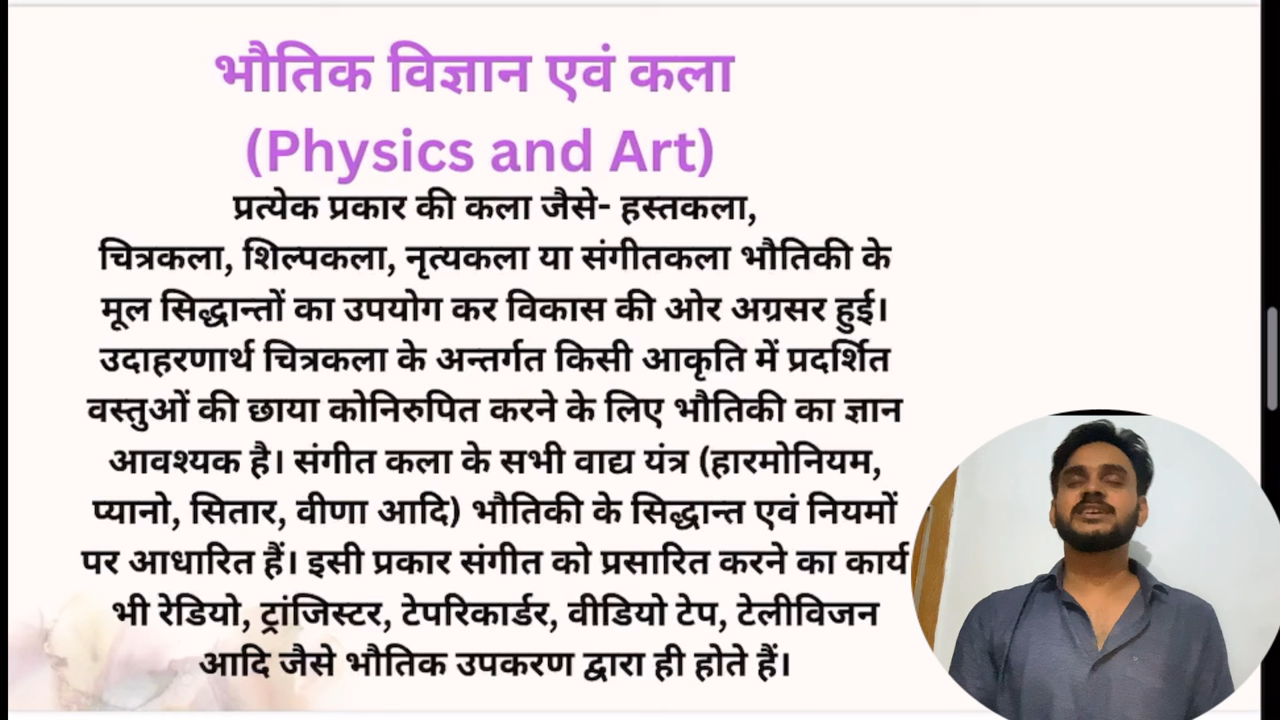 भौतिक विज्ञान एवं कला
(Physics and Art)
प्रत्येक प्रकार की कला जैसे- हस्तकला,
चित्रकला, शिल्पकला, नृत्यकला या संगीतकला भौतिकी के
मूल सिद्धान्तों का उपयोग कर विकास की ओर अग्रसर हुई।
उदाहरणार्थ चित्रकला के अन्तर्गत किसी आकृति में प्रदर्शित
वस्तुओं की छाया कोनिरुपित करने के लिए भौतिकी का ज्ञान
आवश्यक है। संगीत कला के सभी वाद्य यंत्र (हारमोनियम,
प्यानो, सितार, वीणा आदि) भौतिकी के सिद्धान्त एवं नियमों
पर आधारित हैं। इसी प्रकार संगीत को प्रसारित करने का कार्य
भी रेडियो, ट्रांजिस्टर, टेपरिकार्डर, वीडियो टेप, टेलीविजन
आदि जैसे भौतिक उपकरण द्वारा ही होते हैं।